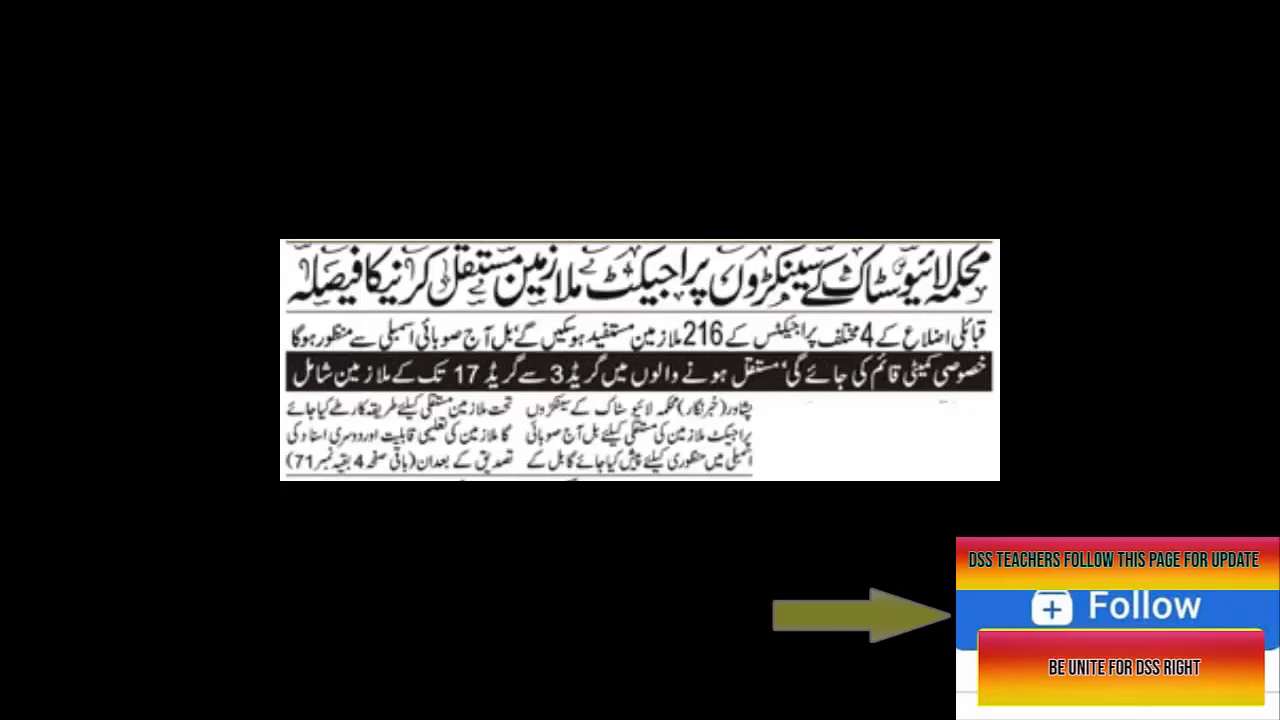 محکمہ لائیوسٹاک کے سینکڑوں پراجیکٹ ملازمین مستقل کرنیکا فیصلہ
قبائلی اضلاع کے 4 مختلف پراجیکٹس کے 216 ملازمین مستفید ہوسکیں گے، بل آج صوبائی اسمبلی سے منظور ہوگا
خصوصی کمیٹی قائم کی جائے گی، مستقل ہونے والوں میں گریڈ 3 سے گریڈ 17 تک کے ملازمین شامل
پشاور (خبرنگار) محکمہ لائیو سٹاک کے سینکڑوں
پراجیکٹ ملازمین کی مستقلی کیلئے بل آج صوبائی
اسمبلی میں منظوری کیلئے پیش کیا جائے گا بل کے
تحت ملازمین مستقلی کیلئے طریقہ کار طے کیا جائے
گا ملازمین کی تعلیمی قابلیت اور دوسری اسناد کی
تصدیق کے بعد ان (باقی صفحہ 4 بقیہ نمبر 71)
DSS TEACHERS FOLLOW THIS PAGE FOR UPDATE
Follow
BE UNITE FOR DSS RIGHT